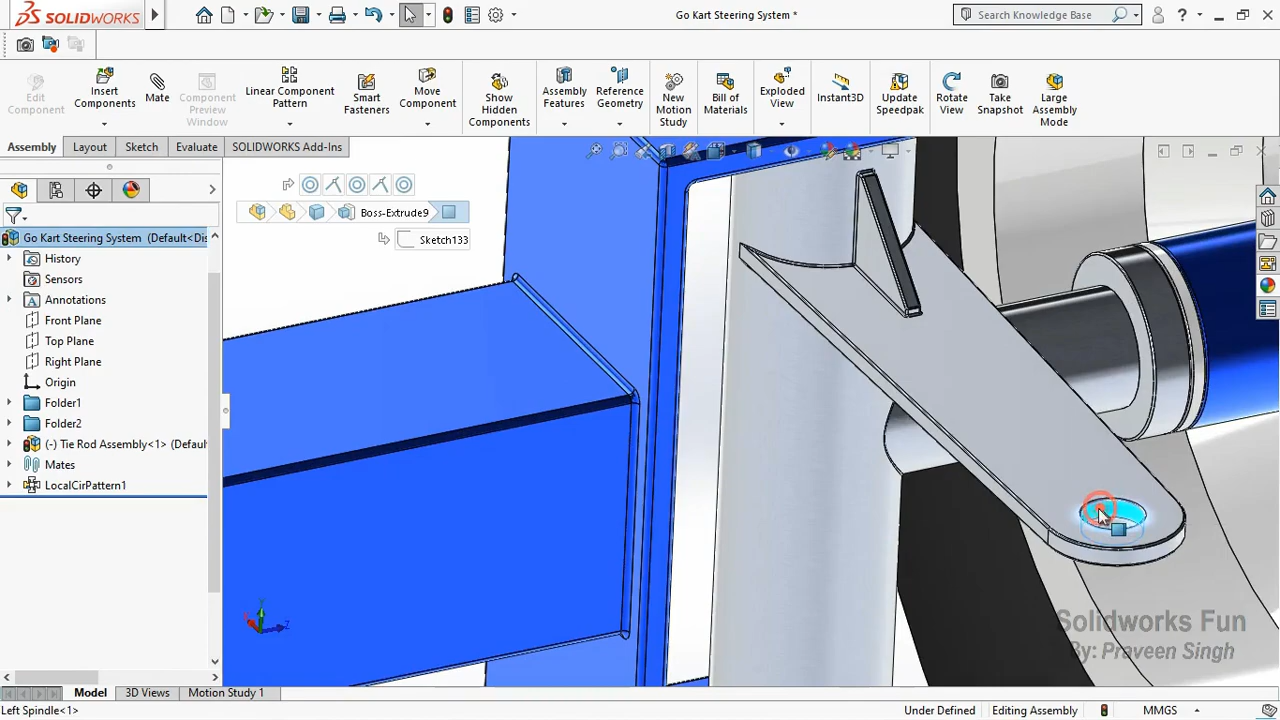 SOLIDWORKS
Go Kart Steering System *
Search Knowledge Base
?
Edit Component
Insert Components
Mate
Component Preview Window
Linear Component Pattern
Smart Fasteners
Move Component
Show Hidden Components
Assembly Features
Reference Geometry
New Motion Study
Bill of Materials
Exploded View
Instant3D
Update Speedpak
Rotate View
Take Snapshot
Large Assembly Mode
Assembly
Layout
Sketch
Evaluate
SOLIDWORKS Add-Ins
Boss-Extrude9
Sketch133
Go Kart Steering System (Default<Dis
History
Sensors
Annotations
Front Plane
Top Plane
Right Plane
Origin
Folder1
Folder2
(-) Tie Rod Assembly<1> (Defau
Mates
LocalCirPattern1
Solidworks Fun
By: Praveen Singh
Model
3D Views
Motion Study 1
Left Spindle<1>
Under Defined
Editing Assembly
MMGS